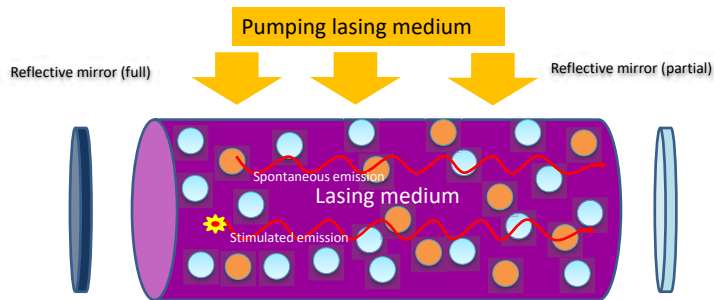 Pumping lasing medium
Reflective mirror (full)
Reflective mirror (partial)
Spontaneous emission
Lasing medium
Stimulated emission